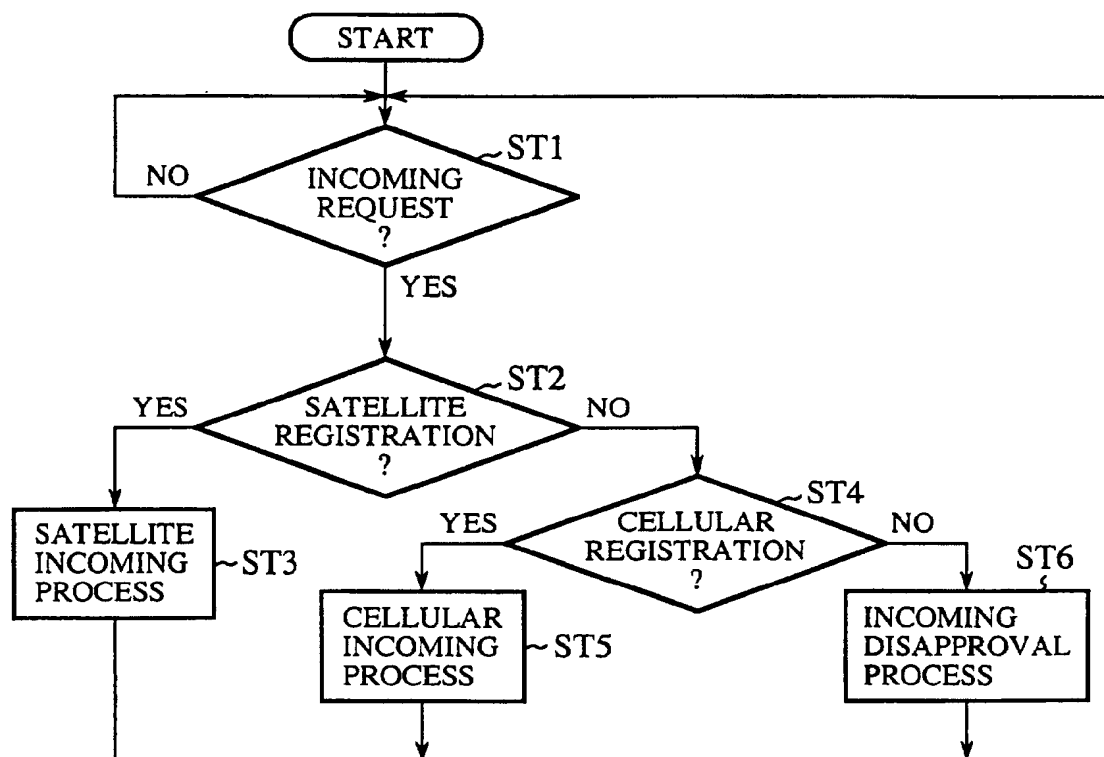 START
ST1
NO
INCOMING
REQUEST
?
YES
ST2
YES
SATELLITE
REGISTRATION
?
NO
ST4
SATELLITE
INCOMING
PROCESS
ST3
YES
CELLULAR
REGISTRATION
?
NO
ST6
CELLULAR
INCOMING
PROCESS
ST5
INCOMING
DISAPPROVAL
PROCESS